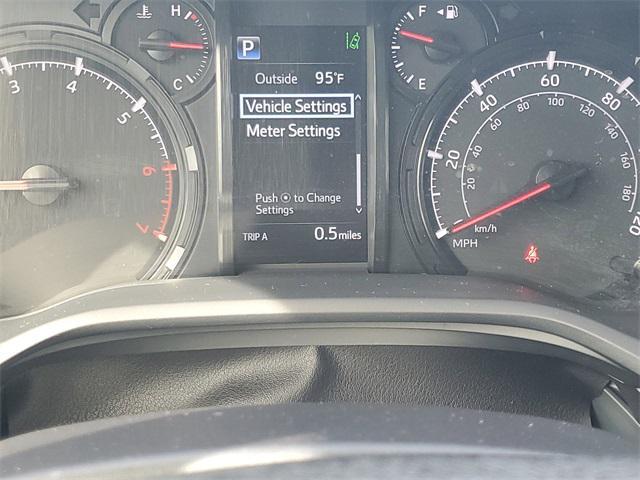 H
C
3
4
5
6
7
P
Outside 95°F
Vehicle Settings
Meter Settings
Push ⦿ to Change
Settings
TRIP A 0.5 miles
F
E
20
40
60
80
120
20
40
60
80
100
120
140
160
180
km/h
MPH